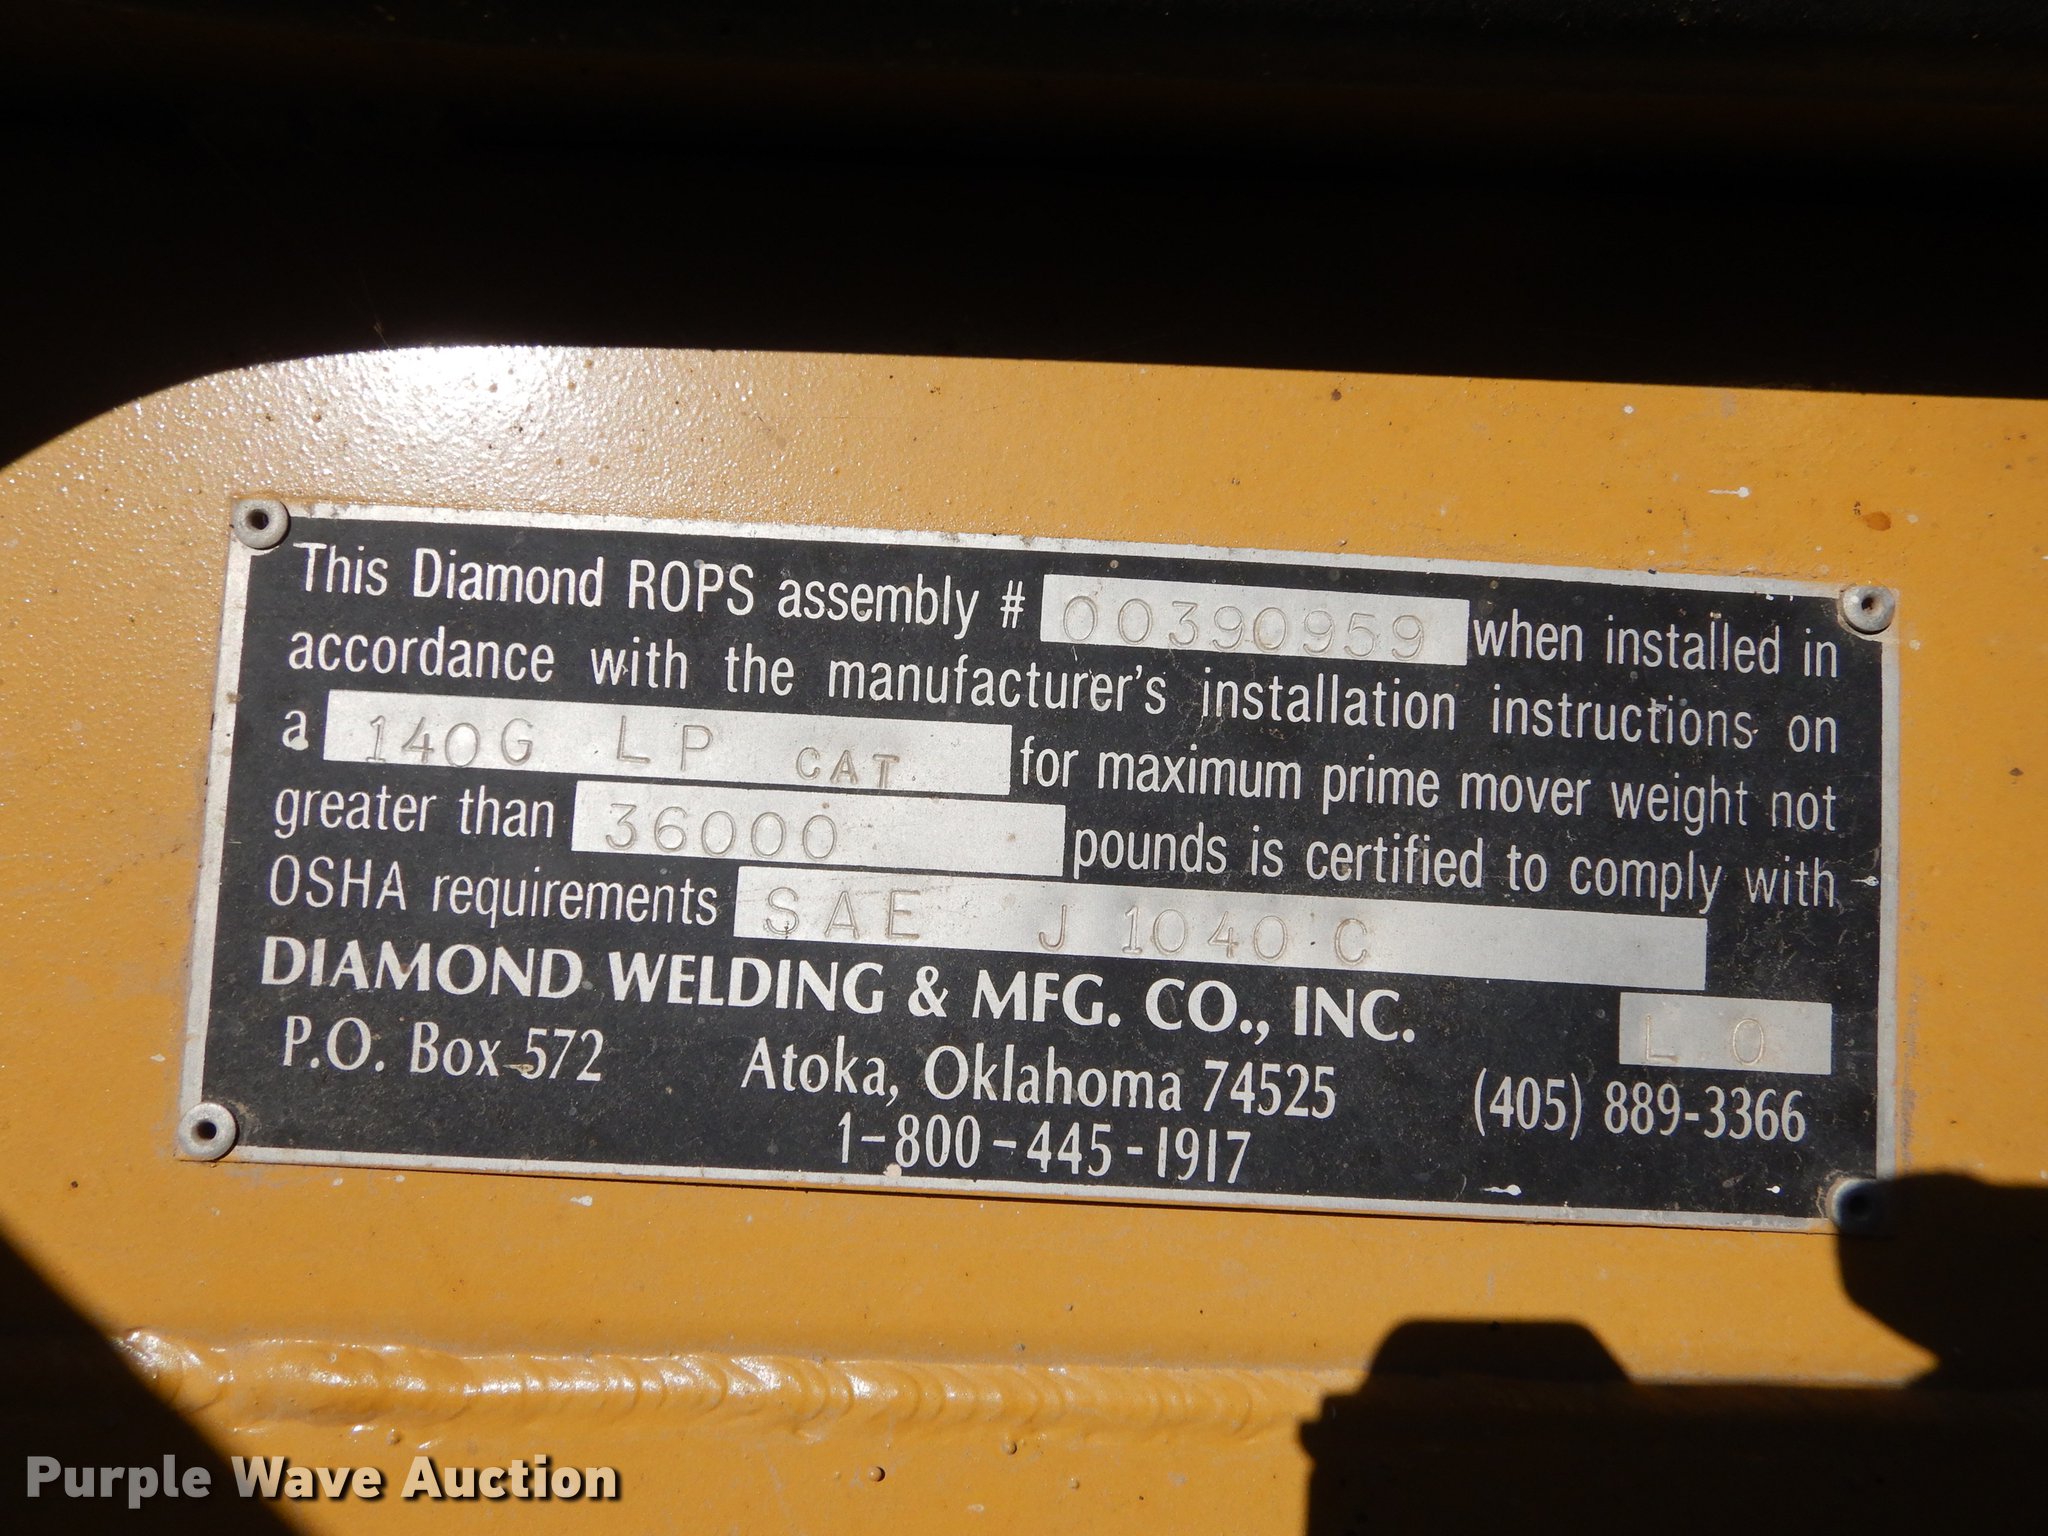 This Diamond ROPS assembly # 00390959 when installed in
accordance with the manufacturer's installation instructions on
a 140G LP CAT for maximum prime mover weight not
greater than 36000 pounds is certified to comply with
OSHA requirements SAE J1040C
DIAMOND WELDING & MFG. CO., INC. L O
P.O. Box 572 Atoka, Oklahoma 74525 (405) 889-3366
1-800-445-1917
Purple Wave Auction